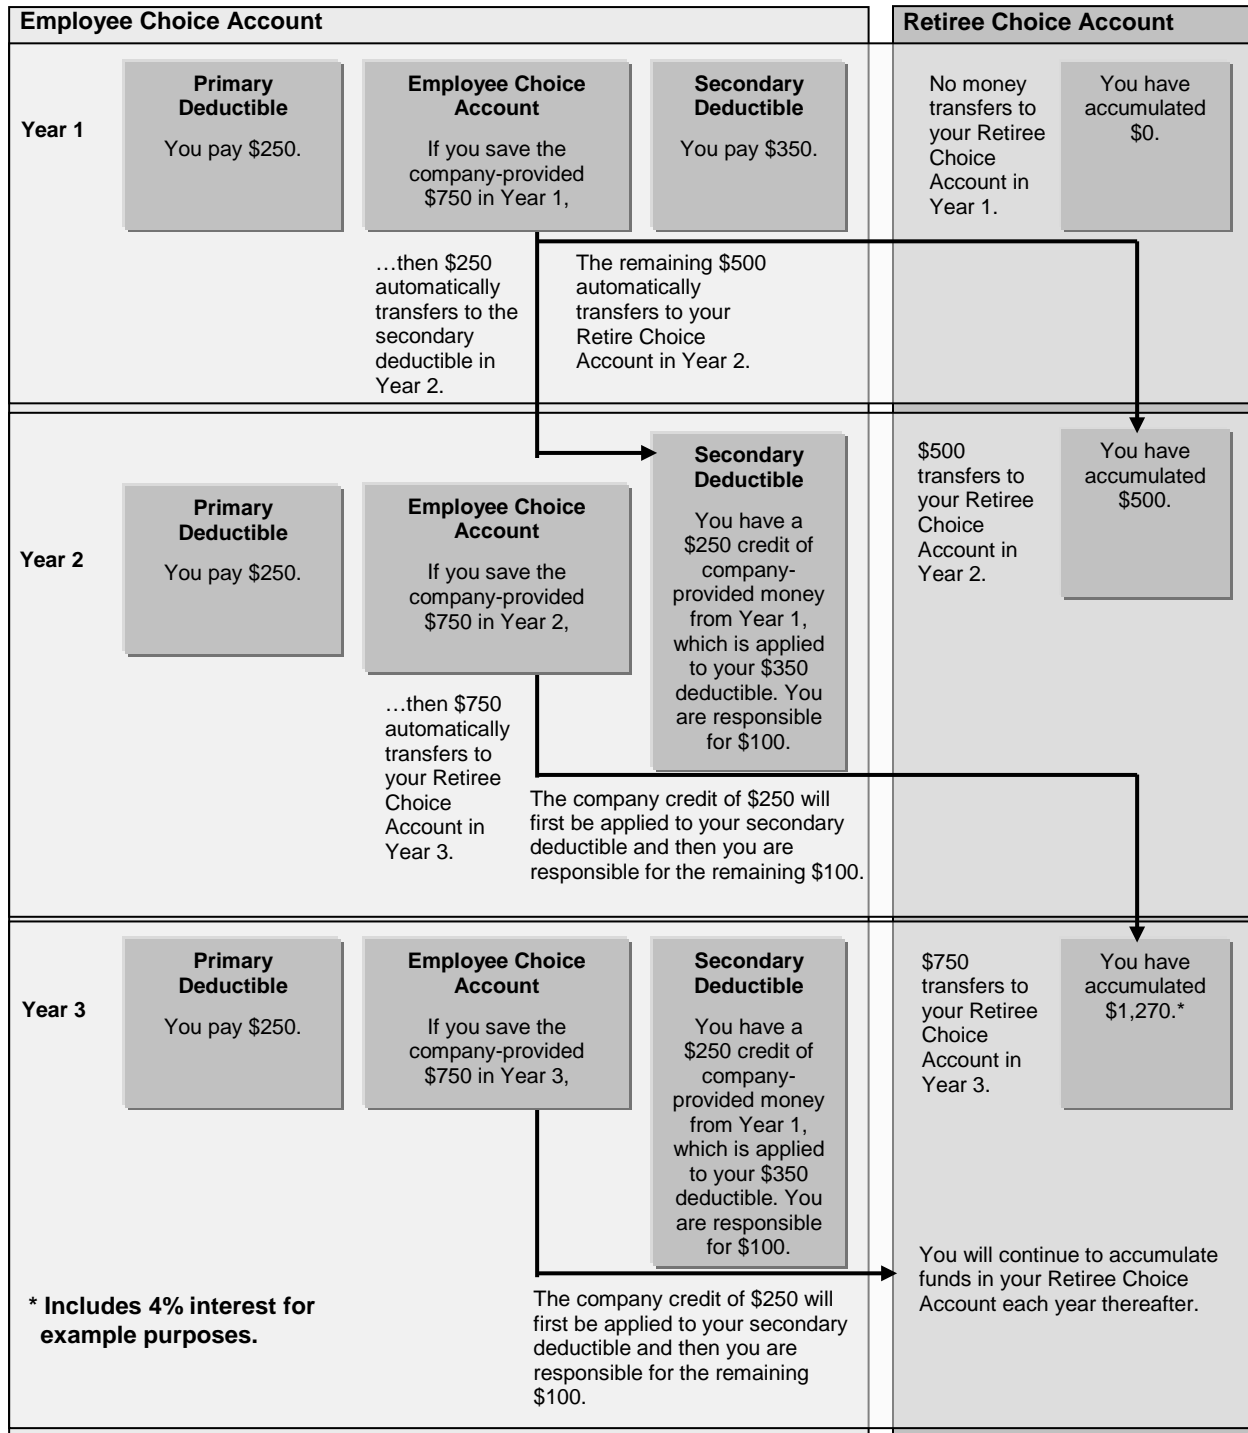 Employee Choice Account
Retiree Choice Account
Year 1
Primary
Deductible
You pay $250.
Employee Choice
Account
If you save the
company-provided
$750 in Year 1,
Secondary
Deductible
You pay $350.
No money
transfers to
your Retiree
Choice
Account in
Year 1.
You have
accumulated
$0.
…then $250
automatically
transfers to the
secondary
deductible in
Year 2.
The remaining $500
automatically
transfers to your
Retire Choice
Account in Year 2.
Year 2
Primary
Deductible
You pay $250.
Employee Choice
Account
If you save the
company-provided
$750 in Year 2,
Secondary
Deductible
You have a
$250 credit of
company-
provided money
from Year 1,
which is applied
to your $350
deductible. You
are responsible
for $100.
$500
transfers to
your Retiree
Choice
Account in
Year 2.
You have
accumulated
$500.
…then $750
automatically
transfers to
your Retiree
Choice
Account in
Year 3.
The company credit of $250 will
first be applied to your secondary
deductible and then you are
responsible for the remaining $100.
Year 3
Primary
Deductible
You pay $250.
Employee Choice
Account
If you save the
company-provided
$750 in Year 3,
Secondary
Deductible
You have a
$250 credit of
company-
provided money
from Year 1,
which is applied
to your $350
deductible. You
are responsible
for $100.
$750
transfers to
your Retiree
Choice
Account in
Year 3.
You have
accumulated
$1,270.*
You will continue to accumulate
funds in your Retiree Choice
Account each year thereafter.
* Includes 4% interest for
example purposes.
The company credit of $250 will
first be applied to your secondary
deductible and then you are
responsible for the remaining
$100.